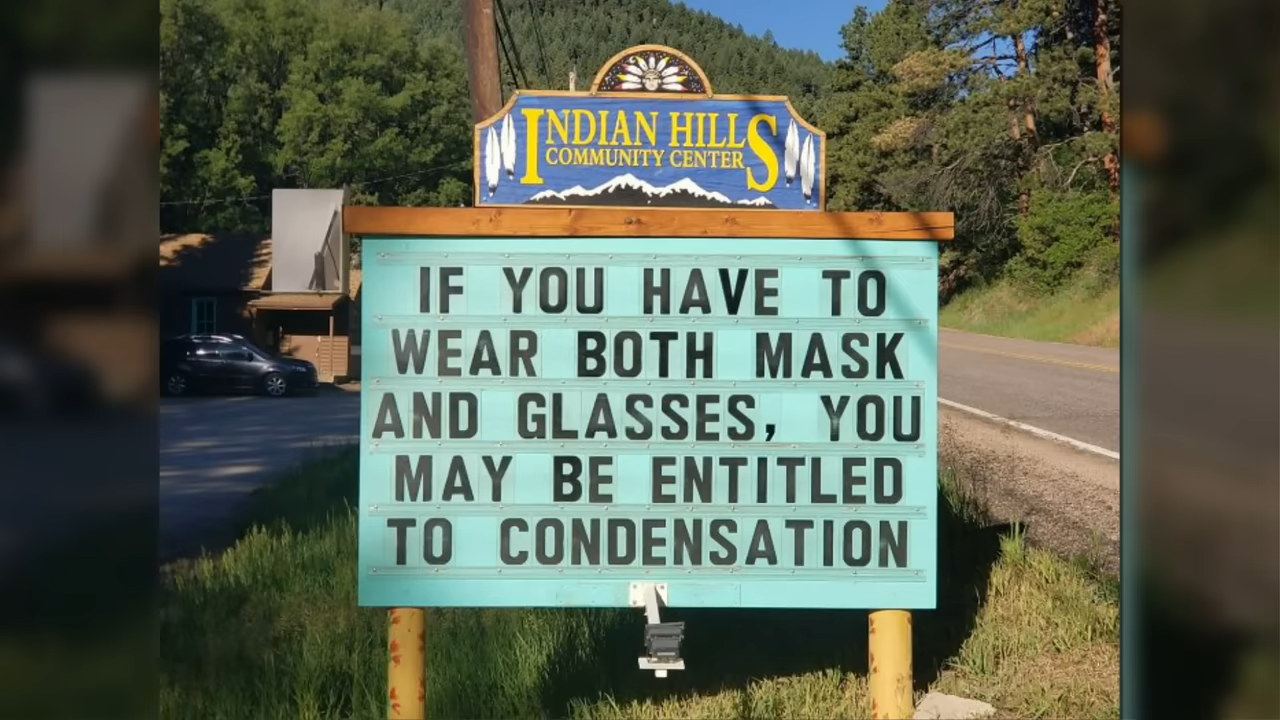 INDIAN HILLS
COMMUNITY CENTER
IF YOU HAVE TO
WEAR BOTH MASK
AND GLASSES, YOU
MAY BE ENTITLED
TO CONDENSATION